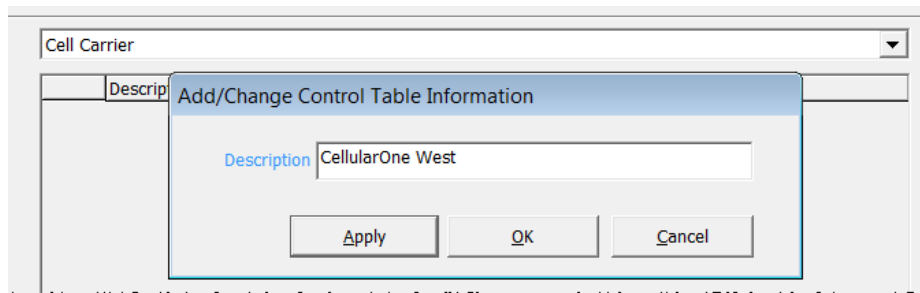 Cell Carrier
Descrip
Add/Change Control Table Information
Description CellularOne West
Apply OK Cancel